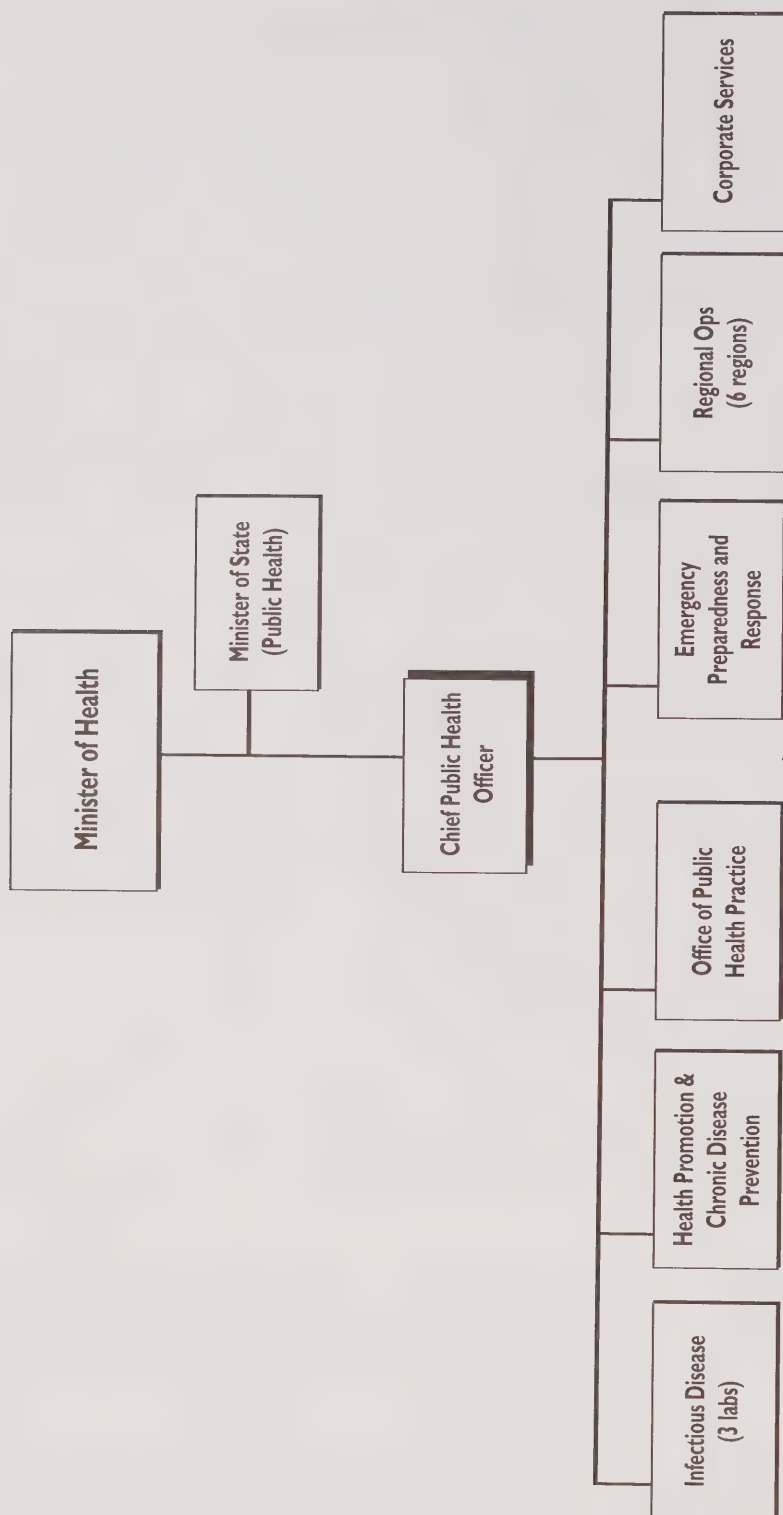 Minister of Health
Minister of State
(Public Health)
Chief Public Health
Officer
Infectious Disease
(3 labs)
Health Promotion &
Chronic Disease
Prevention
Office of Public
Health Practice
Emergency
Preparedness and
Response
Regional Ops
(6 regions)
Corporate Services